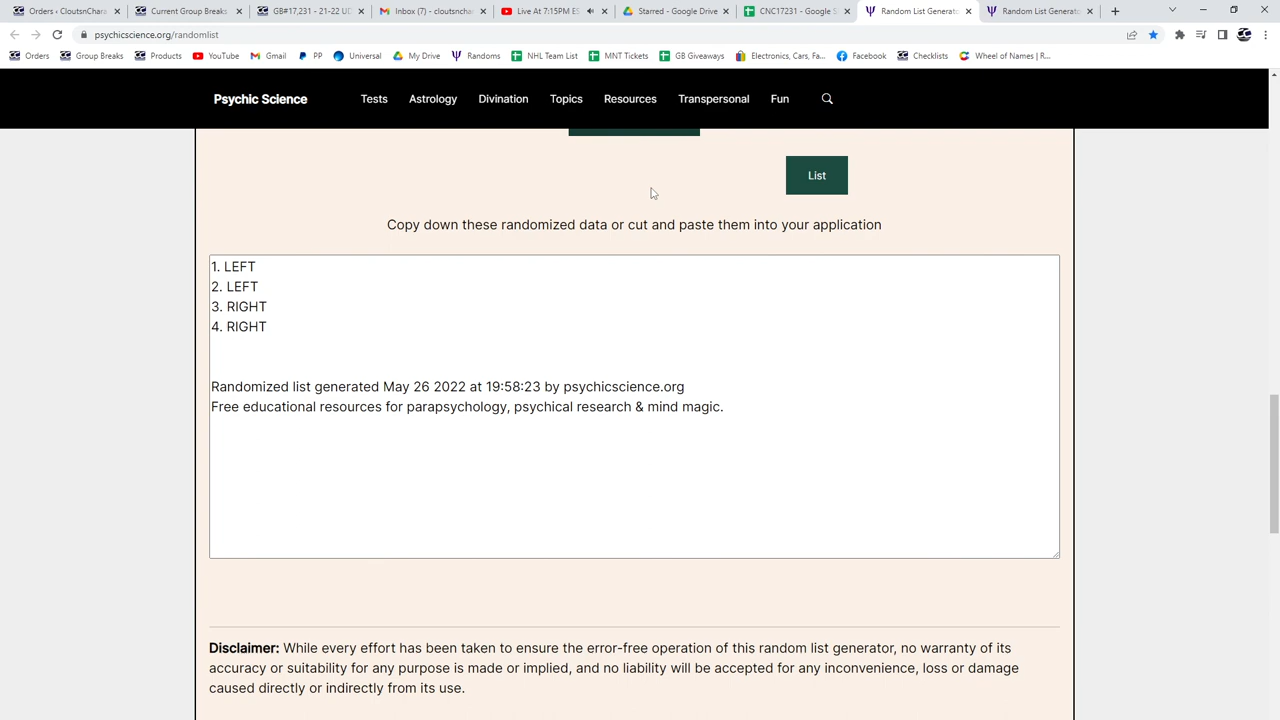 Orders ‹ CloutsnChara
Current Group Breaks
GB#17,231 - 21-22 UD
Inbox (7) - cloutsnchar
Live At 7:15PM ES
Starred - Google Drive
CNC17231 - Google S
Random List Generato
Random List Generato
psychicscience.org/randomlist
Orders
Group Breaks
Products
YouTube
Gmail
PP
Universal
My Drive
Randoms
NHL Team List
MNT Tickets
GB Giveaways
Electronics, Cars, Fa...
Facebook
Checklists
Wheel of Names | R...
Psychic Science
Tests
Astrology
Divination
Topics
Resources
Transpersonal
Fun
List
Copy down these randomized data or cut and paste them into your application
1. LEFT
2. LEFT
3. RIGHT
4. RIGHT
Randomized list generated May 26 2022 at 19:58:23 by psychicscience.org
Free educational resources for parapsychology, psychical research & mind magic.
Disclaimer: While every effort has been taken to ensure the error-free operation of this random list generator, no warranty of its
accuracy or suitability for any purpose is made or implied, and no liability will be accepted for any inconvenience, loss or damage
caused directly or indirectly from its use.